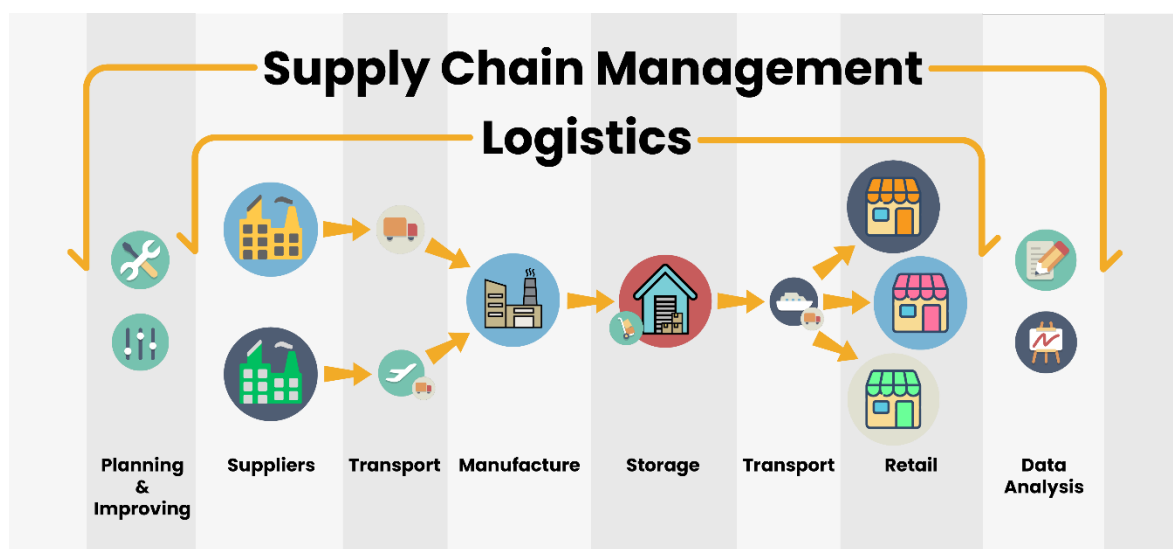 Supply Chain Management
Logistics
Planning
&
Improving
Suppliers
Transport
Manufacture
Storage
Transport
Retail
Data
Analysis